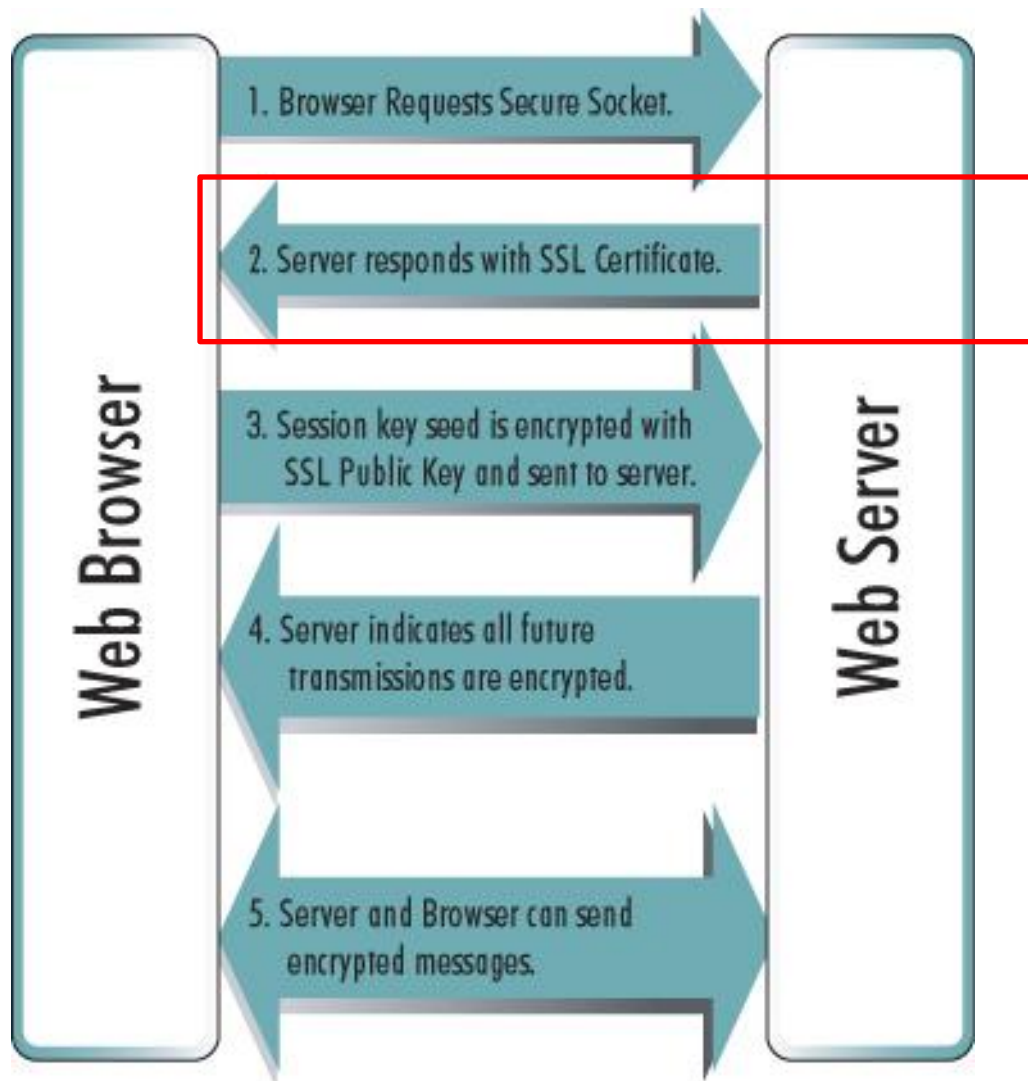 Web Browser
1. Browser Requests Secure Socket.
2. Server responds with SSL Certificate.
3. Session key seed is encrypted with
SSL Public Key and sent to server.
4. Server indicates all future
transmissions are encrypted.
5. Server and Browser can send
encrypted messages.
Web Server